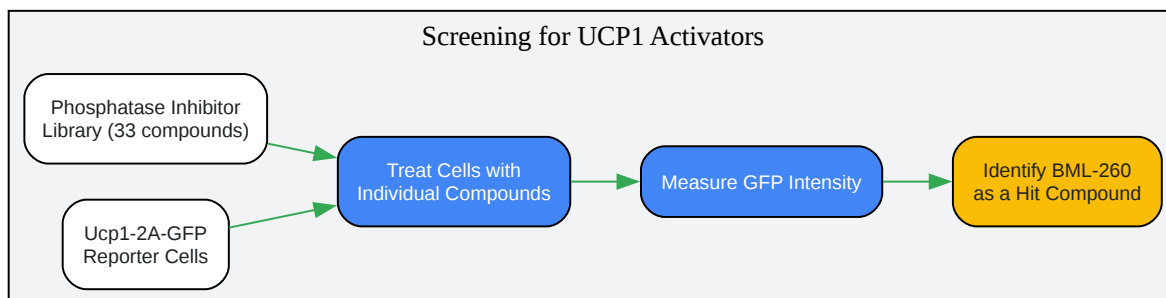 Screening for UCP1 Activators
Phosphatase Inhibitor
Library (33 compounds)
Ucp1-2A-GFP
Reporter Cells
Treat Cells with
Individual Compounds
Measure GFP Intensity
Identify BML-260
as a Hit Compound